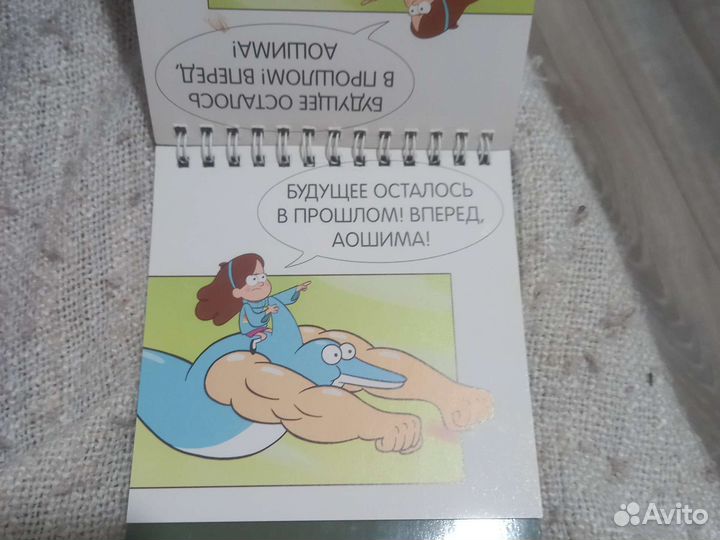 БУДУЩЕЕ ОСТАЛОСЬ
В ПРОШЛОМ! ВПЕРЕД,
АОШИМА!
БУДУЩЕЕ ОСТАЛОСЬ
В ПРОШЛОМ! ВПЕРЕД,
АОШИМА!
Avito